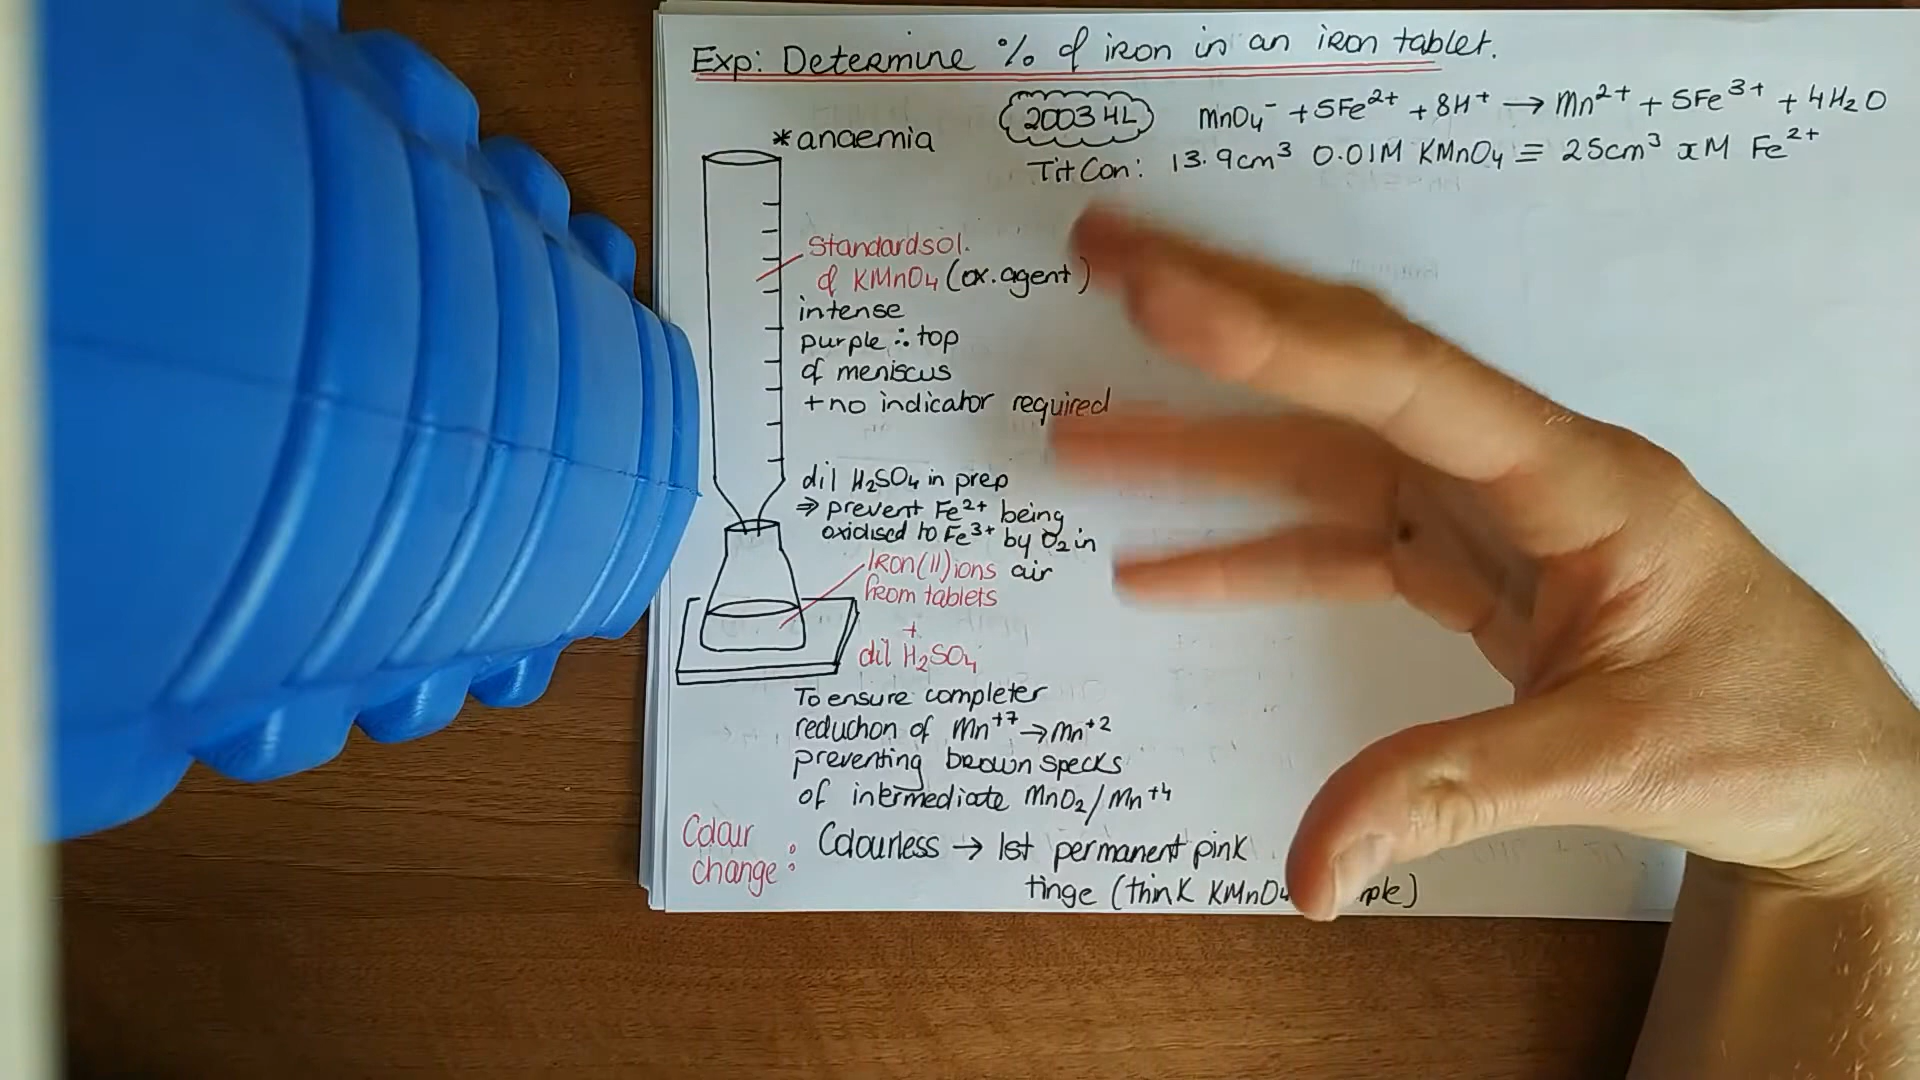 Exp: Determine % of iron in an iron tablet.
2003 HL
MnO4⁻ + 5Fe²⁺ + 8H⁺ → Mn²⁺ + 5Fe³⁺ + 4H2O
*anaemia
Tit Con: 13.9cm³ 0.01M KMnO4 ≡ 25cm³ xM Fe²⁺
Standard sol.
of KMnO4 (ox. agent)
intense
purple ∴ top
of meniscus
+ no indicator required
dil H2SO4 in prep
⇒ prevent Fe²⁺ being
oxidised to Fe³⁺ by O2 in
air
Iron(II) ions
from tablets
+
dil H2SO4
To ensure completer
reduction of Mn⁺⁷ → Mn⁺²
preventing brown specks
of intermediate MnO2/Mn⁺⁴
Colour
change:
Colourless → 1st permanent pink
tinge (think KMnO4